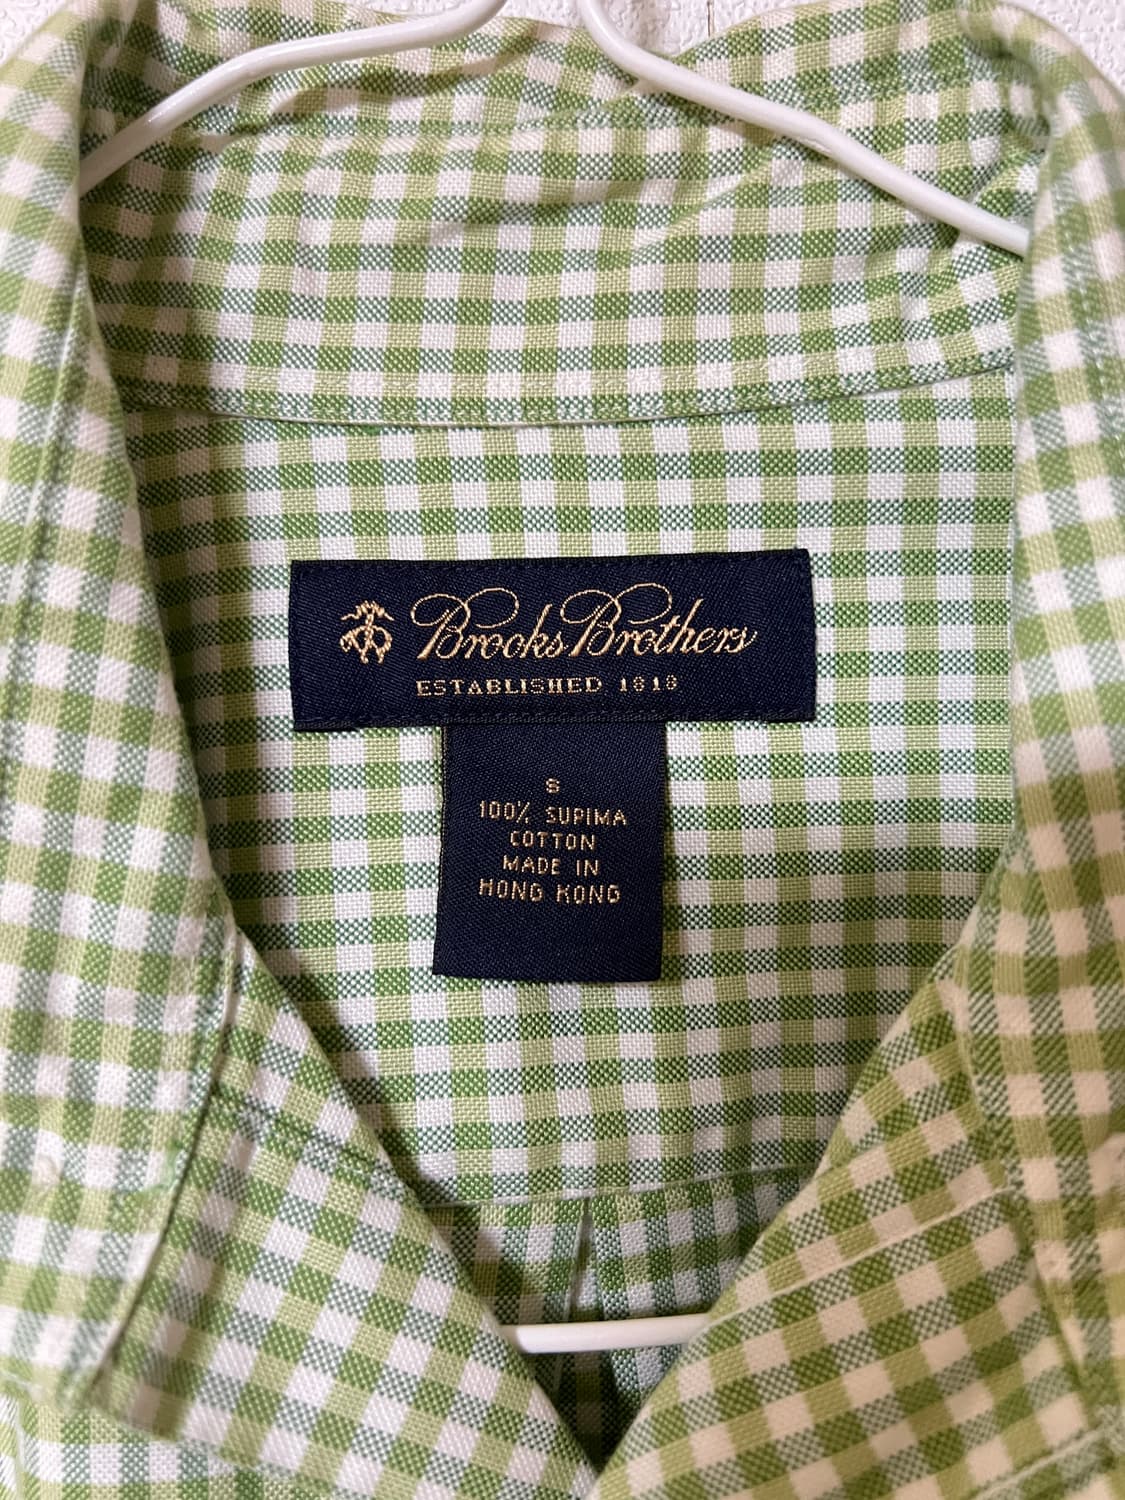 Brooks Brothers
ESTABLISHED 1818
S
100% SUPIMA
COTTON
MADE IN
HONG KONG